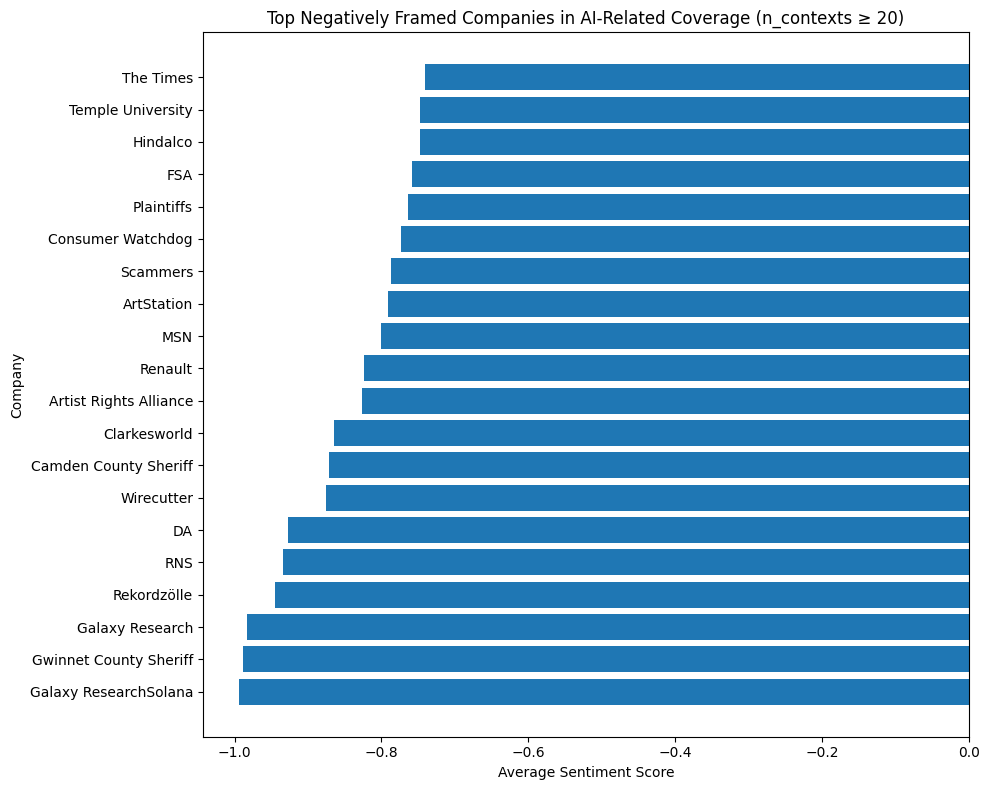 Top Negatively Framed Companies in AI-Related Coverage (n_contexts ≥ 20)
The Times
Temple University
Hindalco
FSA
Plaintiffs
Consumer Watchdog
Scammers
ArtStation
MSN
Renault
Artist Rights Alliance
Clarkesworld
Camden County Sheriff
Wirecutter
DA
RNS
Rekordzölle
Galaxy Research
Gwinnet County Sheriff
Galaxy ResearchSolana
Company
−1.0 −0.8 −0.6 −0.4 −0.2 0.0
Average Sentiment Score